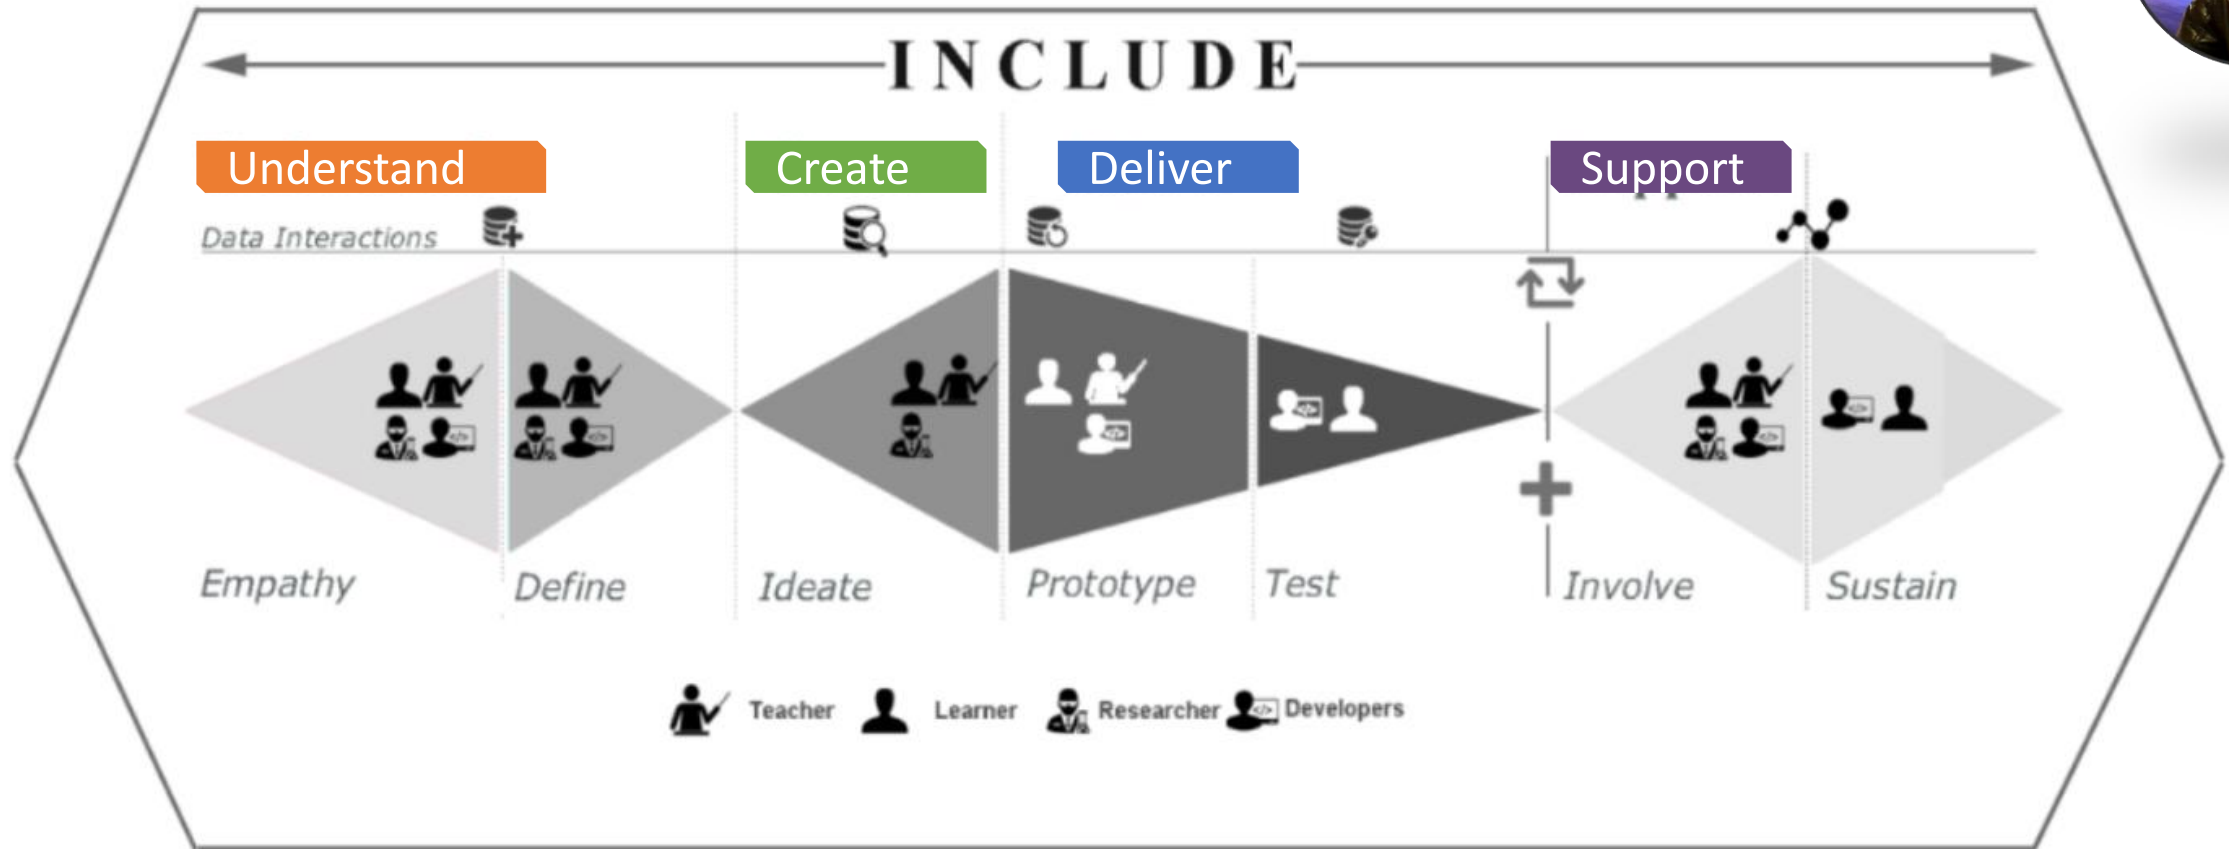 INCLUDE
Understand
Create
Deliver
Support
Data Interactions
Empathy
Define
Ideate
Prototype
Test
Involve
Sustain
Teacher
Learner
Researcher
Developers